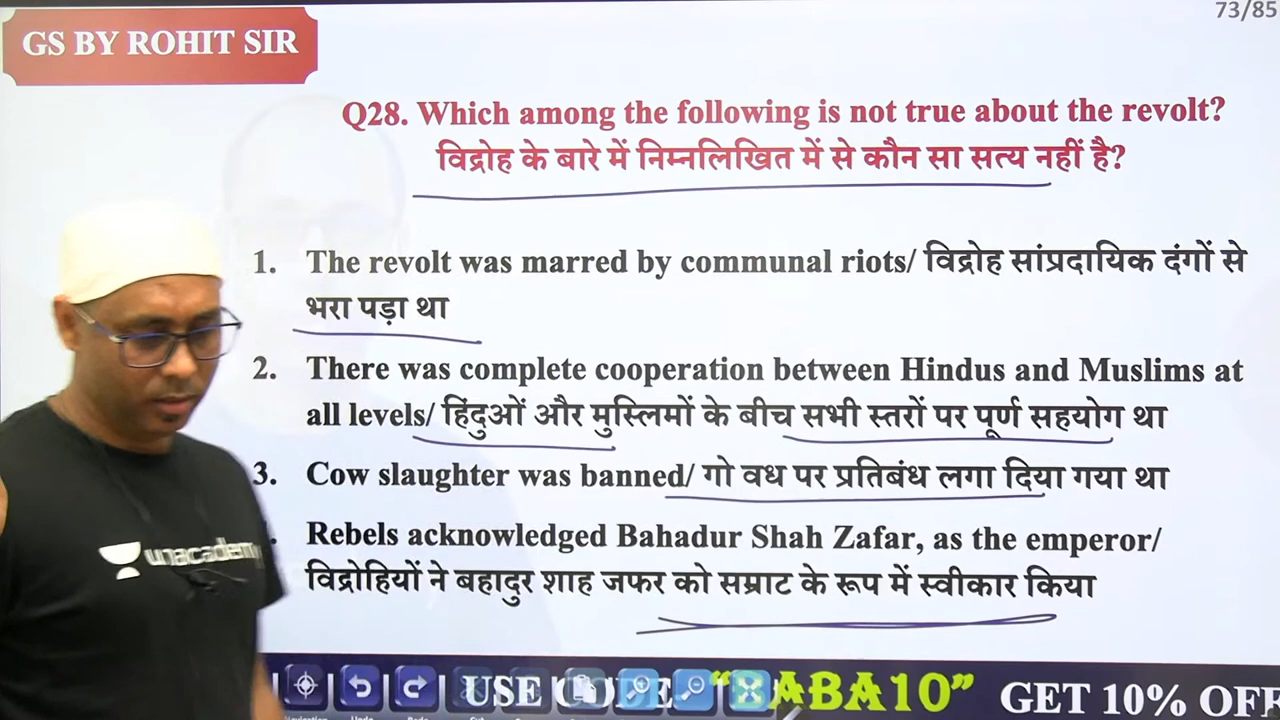 73/85
GS BY ROHIT SIR
Q28. Which among the following is not true about the revolt?
विद्रोह के बारे में निम्नलिखित में से कौन सा सत्य नहीं है?
1. The revolt was marred by communal riots/ विद्रोह सांप्रदायिक दंगों से
भरा पड़ा था
2. There was complete cooperation between Hindus and Muslims at
all levels/ हिंदुओं और मुस्लिमों के बीच सभी स्तरों पर पूर्ण सहयोग था
3. Cow slaughter was banned/ गो वध पर प्रतिबंध लगा दिया गया था
. Rebels acknowledged Bahadur Shah Zafar, as the emperor/
विद्रोहियों ने बहादुर शाह जफर को सम्राट के रूप में स्वीकार किया
unacademy
USE CODE "BABA10" GET 10% OFF
Undo